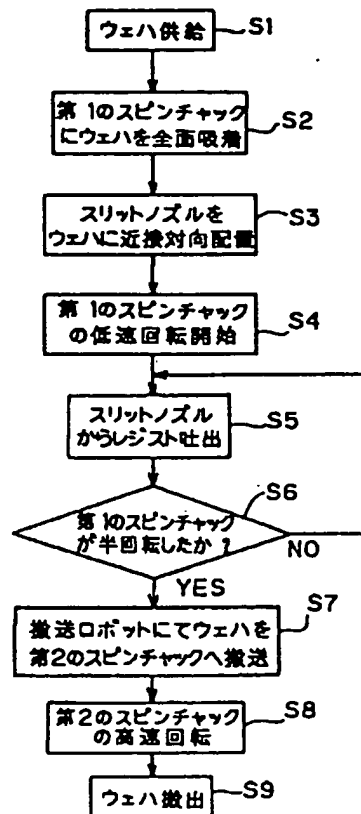 ウェハ供給
S1
第1のスピンチャック
にウェハを全面吸着
S2
スリットノズルを
ウェハに近接対向配置
S3
第1のスピンチャック
の低速回転開始
S4
スリットノズル
からレジスト吐出
S5
第1のスピンチャック
が半回転したか?
S6
NO
YES
搬送ロボットにてウェハを
第2のスピンチャックへ搬送
S7
第2のスピンチャック
の高速回転
S8
ウェハ搬出
S9